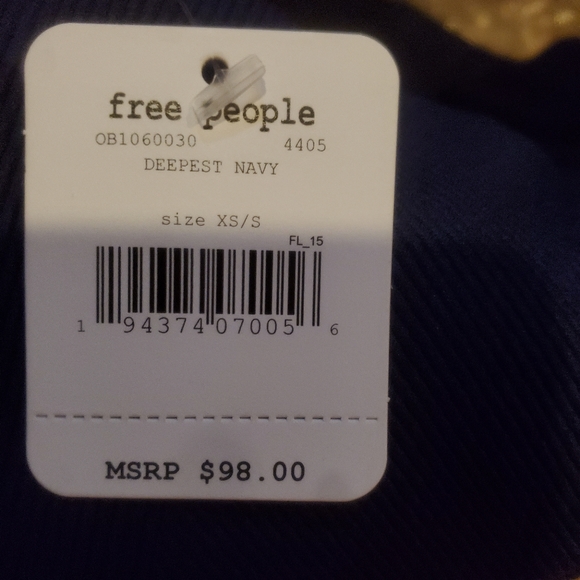 free people
OB1060030 4405
DEEPEST NAVY
size XS/S
FL_15
1 94374 07005 6
MSRP $98.00